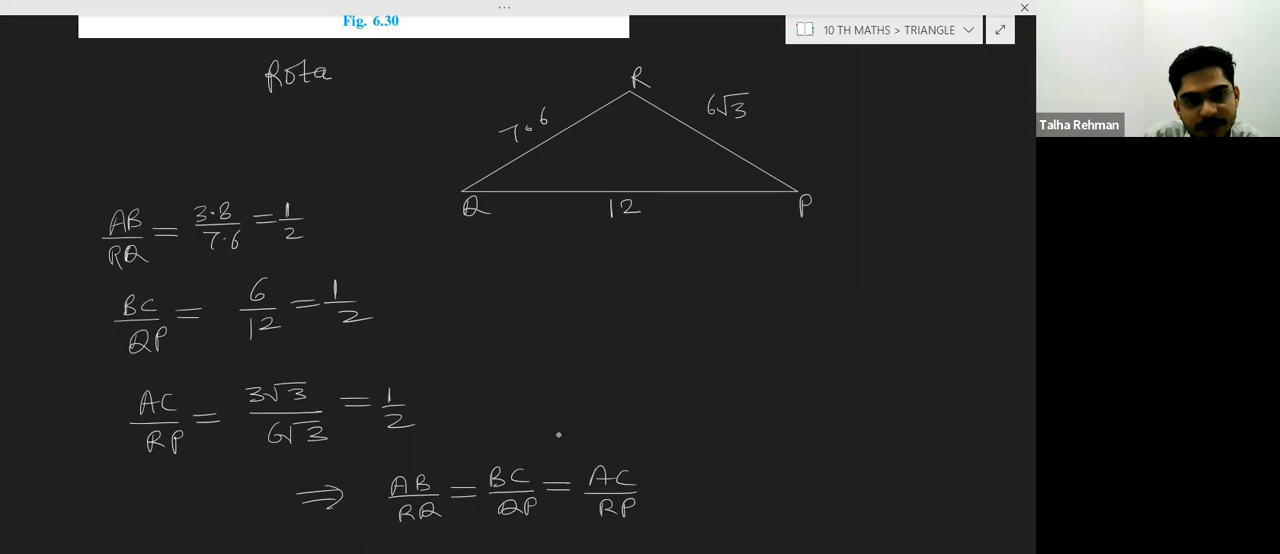 Fig. 6.30
10 TH MATHS > TRIANGLE
Talha Rehman
Rota
R
7.6
6√3
Q
12
P
AB/RQ = 3.8/7.6 = 1/2
BC/QP = 6/12 = 1/2
AC/RP = 3√3/6√3 = 1/2
⇒ AB/RQ = BC/QP = AC/RP